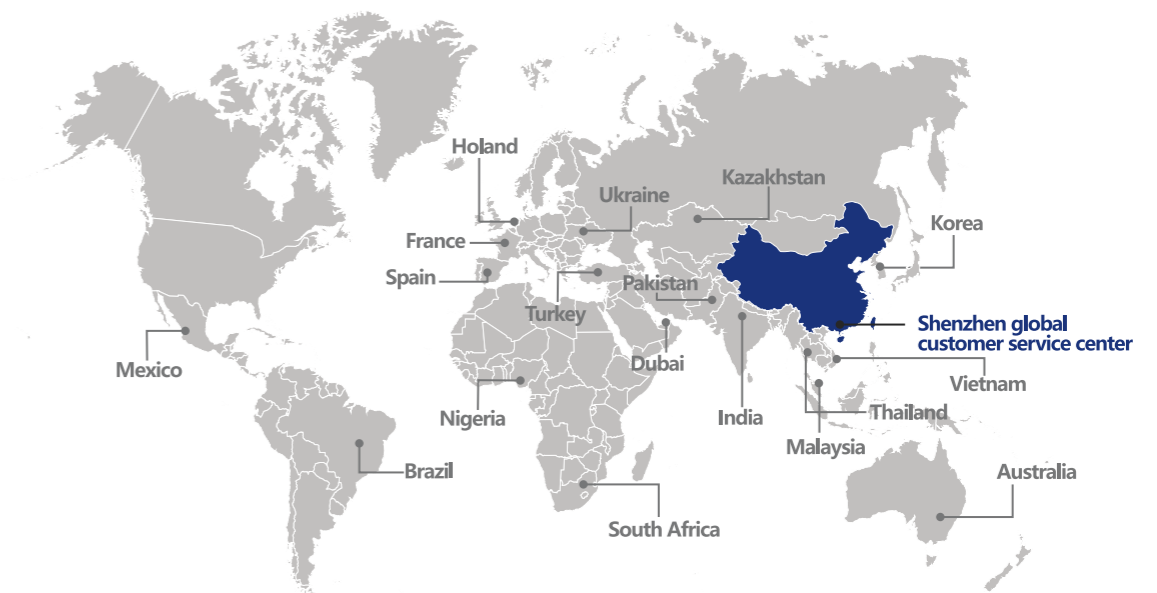 Holand
Kazakhstan
Ukraine
Korea
France
Spain
Pakistan
Turkey
Shenzhen global
customer service center
Dubai
Mexico
Vietnam
Nigeria
India
Thailand
Malaysia
Brazil
Australia
South Africa